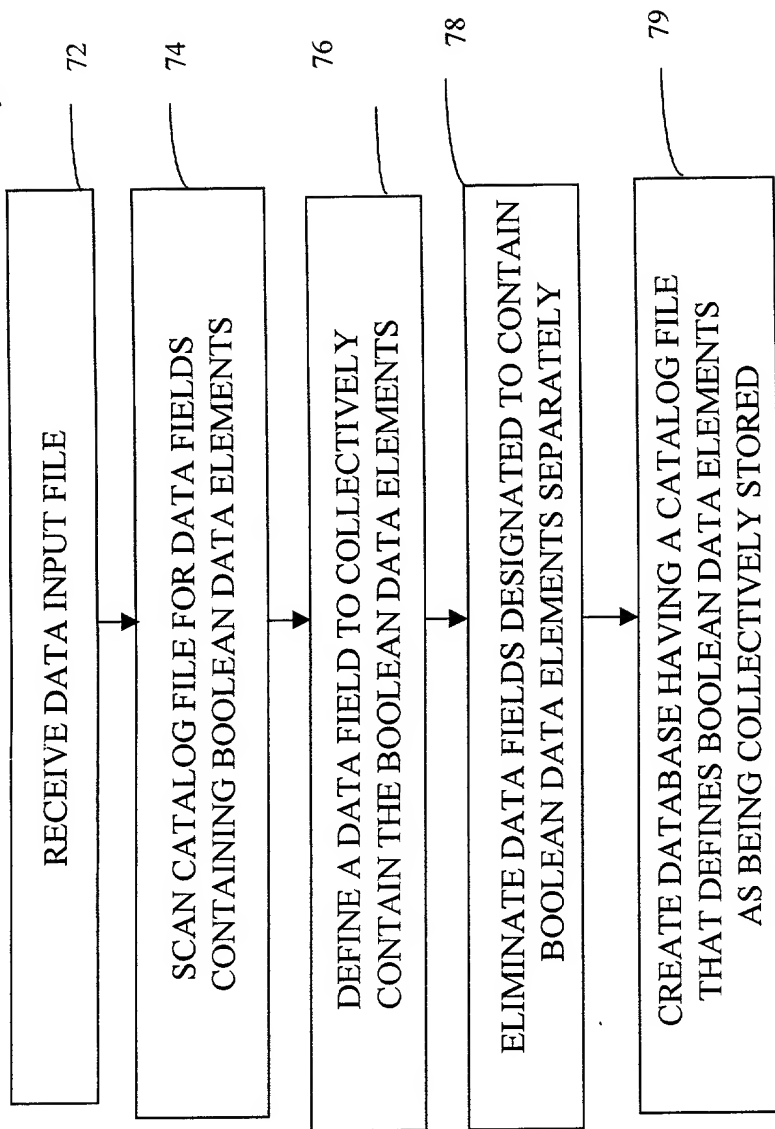 RECEIVE DATA INPUT FILE
72
SCAN CATALOG FILE FOR DATA FIELDS
CONTAINING BOOLEAN DATA ELEMENTS
74
DEFINE A DATA FIELD TO COLLECTIVELY
CONTAIN THE BOOLEAN DATA ELEMENTS
76
ELIMINATE DATA FIELDS DESIGNATED TO CONTAIN
BOOLEAN DATA ELEMENTS SEPARATELY
78
CREATE DATABASE HAVING A CATALOG FILE
THAT DEFINES BOOLEAN DATA ELEMENTS
AS BEING COLLECTIVELY STORED
79